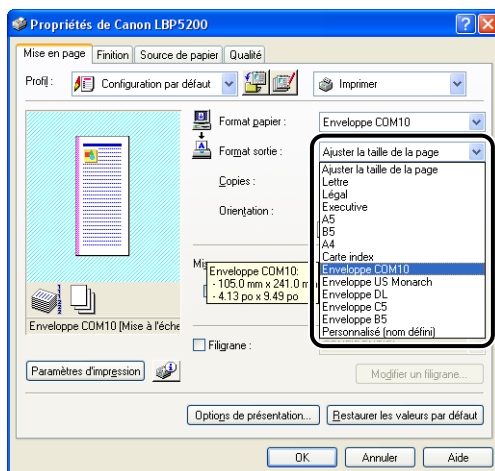 Propriétés de Canon LBP5200
Mise en page Finition Source de papier Qualité
Profil : Configuration par défaut Imprimer
Format papier : Enveloppe COM10
Format sortie : Ajuster la taille de la page
Ajuster la taille de la page
Lettre
Copies : Légal
Executive
Orientation : A5
B5
A4
Carte index
Enveloppe COM10: Enveloppe COM10
- 105.0 mm x 241.0 Enveloppe US Monarch
- 4.13 po x 9.49 po Enveloppe DL
Enveloppe C5
Enveloppe COM10 [Mise à l'éche Enveloppe B5
Personnalisé (nom défini)
Filigrane :
Paramètres d'impression Modifier un filigrane...
Options de présentation... Restaurer les valeurs par défaut
OK Annuler Aide